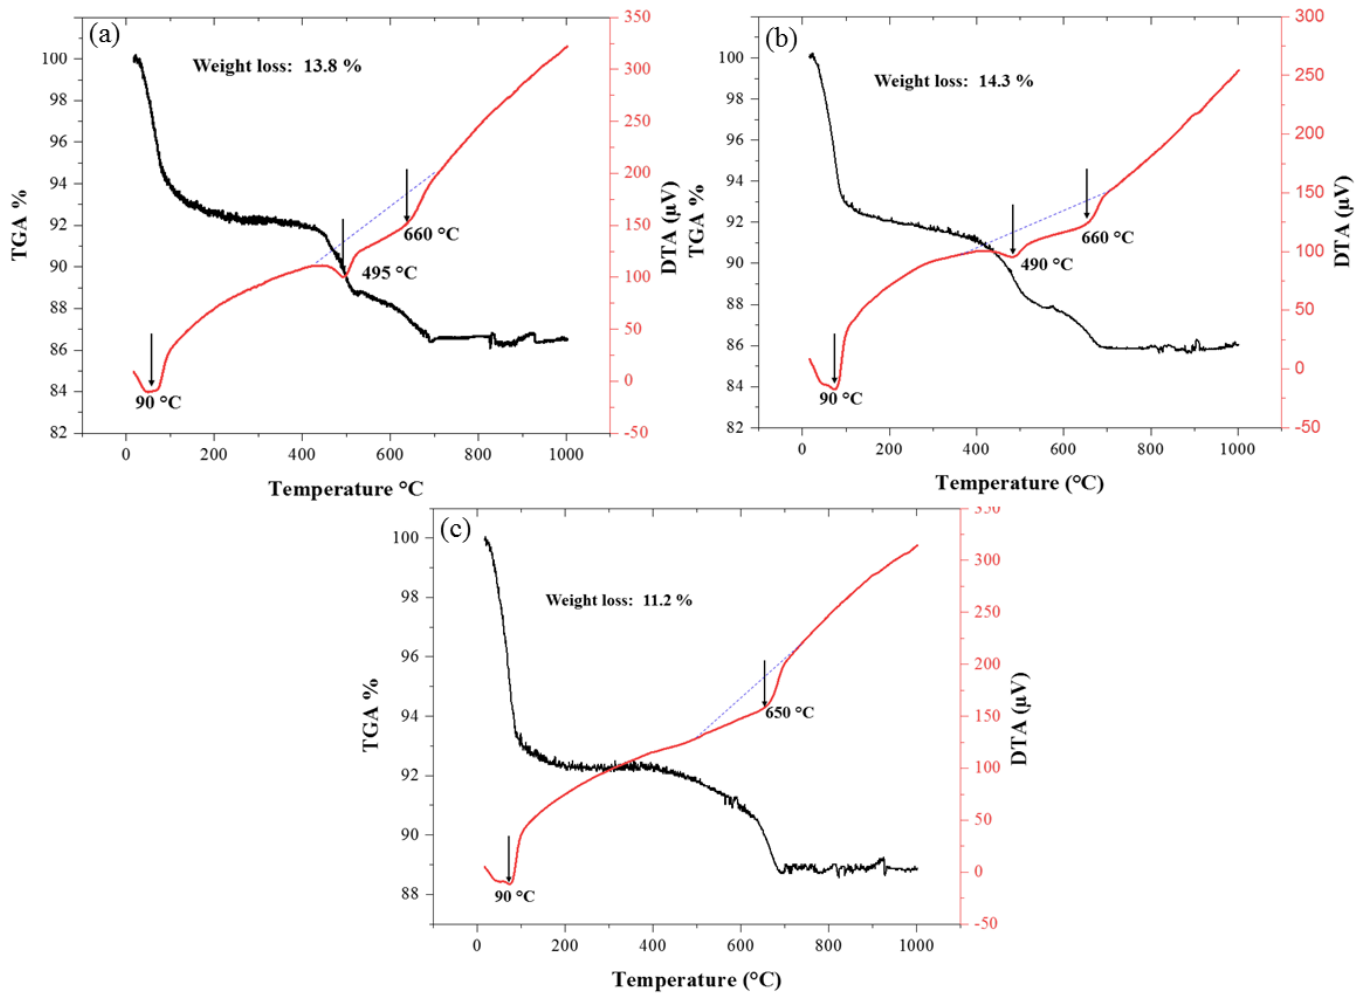 (a)
Weight loss: 13.8 %
100
98
96
94
92
90
88
86
84
82
TGA %
350
300
250
200
150
100
50
0
-50
DTA (µV)
660 °C
495 °C
90 °C
0 200 400 600 800 1000
Temperature °C
(b)
Weight loss: 14.3 %
100
98
96
94
92
90
88
86
84
82
TGA %
300
250
200
150
100
50
0
-50
DTA (µV)
660 °C
490 °C
90 °C
0 200 400 600 800 1000
Temperature (°C)
(c)
Weight loss: 11.2 %
100
98
96
94
92
90
88
TGA %
350
300
250
200
150
100
50
0
-50
DTA (µV)
650 °C
90 °C
0 200 400 600 800 1000
Temperature (°C)